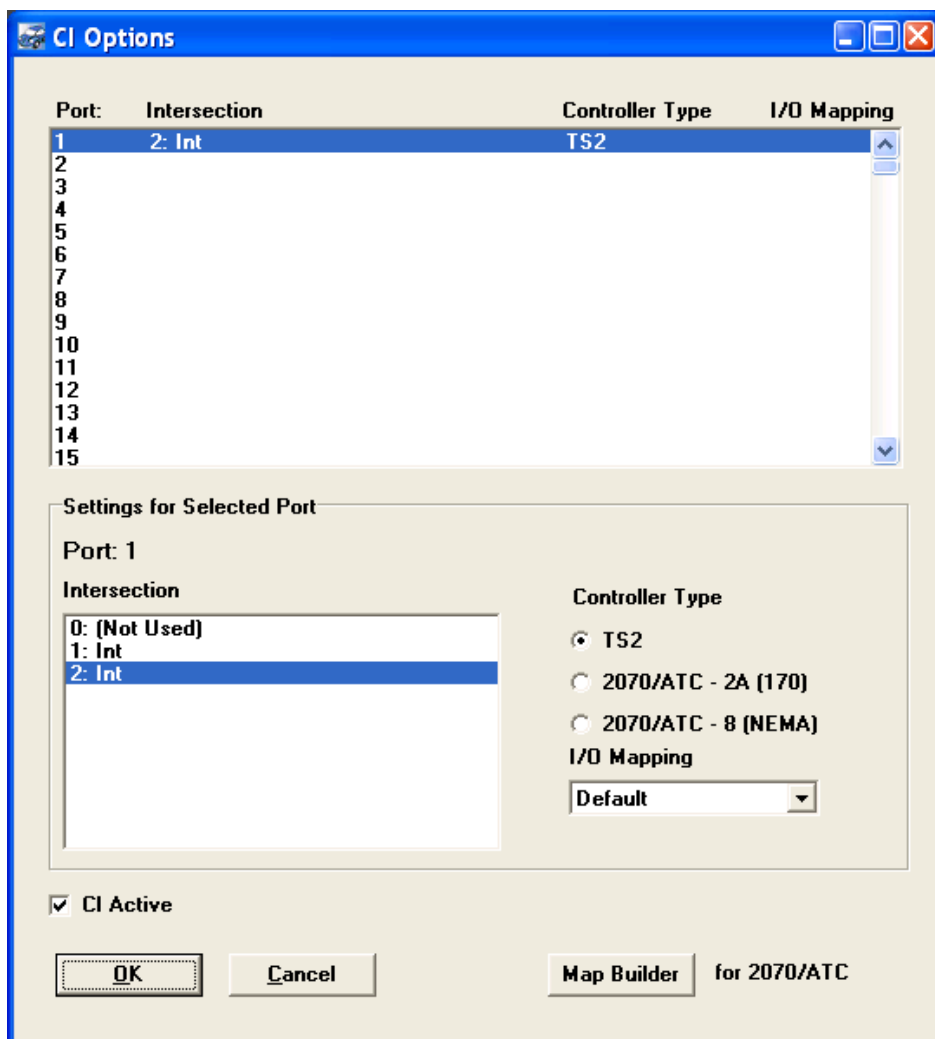 CI Options
Port: Intersection Controller Type I/O Mapping
1 2: Int TS2
2
3
4
5
6
7
8
9
10
11
12
13
14
15
Settings for Selected Port
Port: 1
Intersection
0: (Not Used)
1: Int
2: Int
Controller Type
TS2
2070/ATC - 2A (170)
2070/ATC - 8 (NEMA)
I/O Mapping
Default
CI Active
OK Cancel Map Builder for 2070/ATC